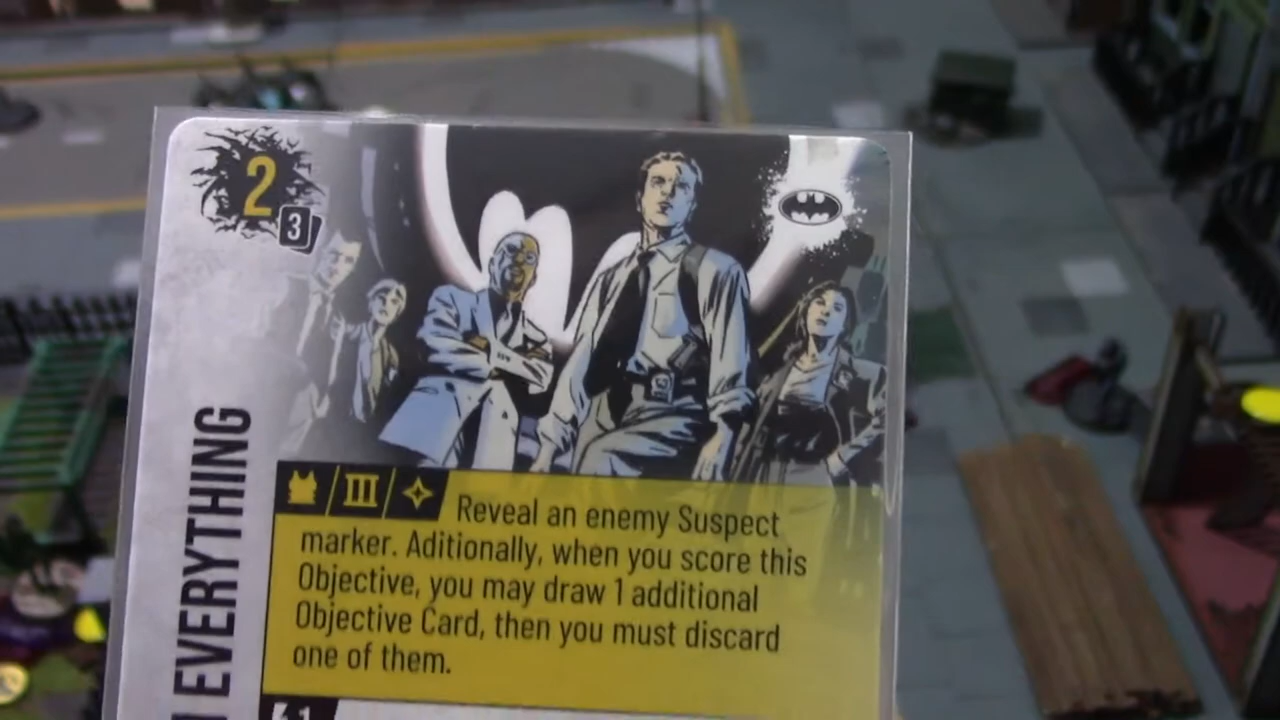 2
3
III
Reveal an enemy Suspect
marker. Aditionally, when you score this
Objective, you may draw 1 additional
Objective Card, then you must discard
one of them.
EVERYTHING
1